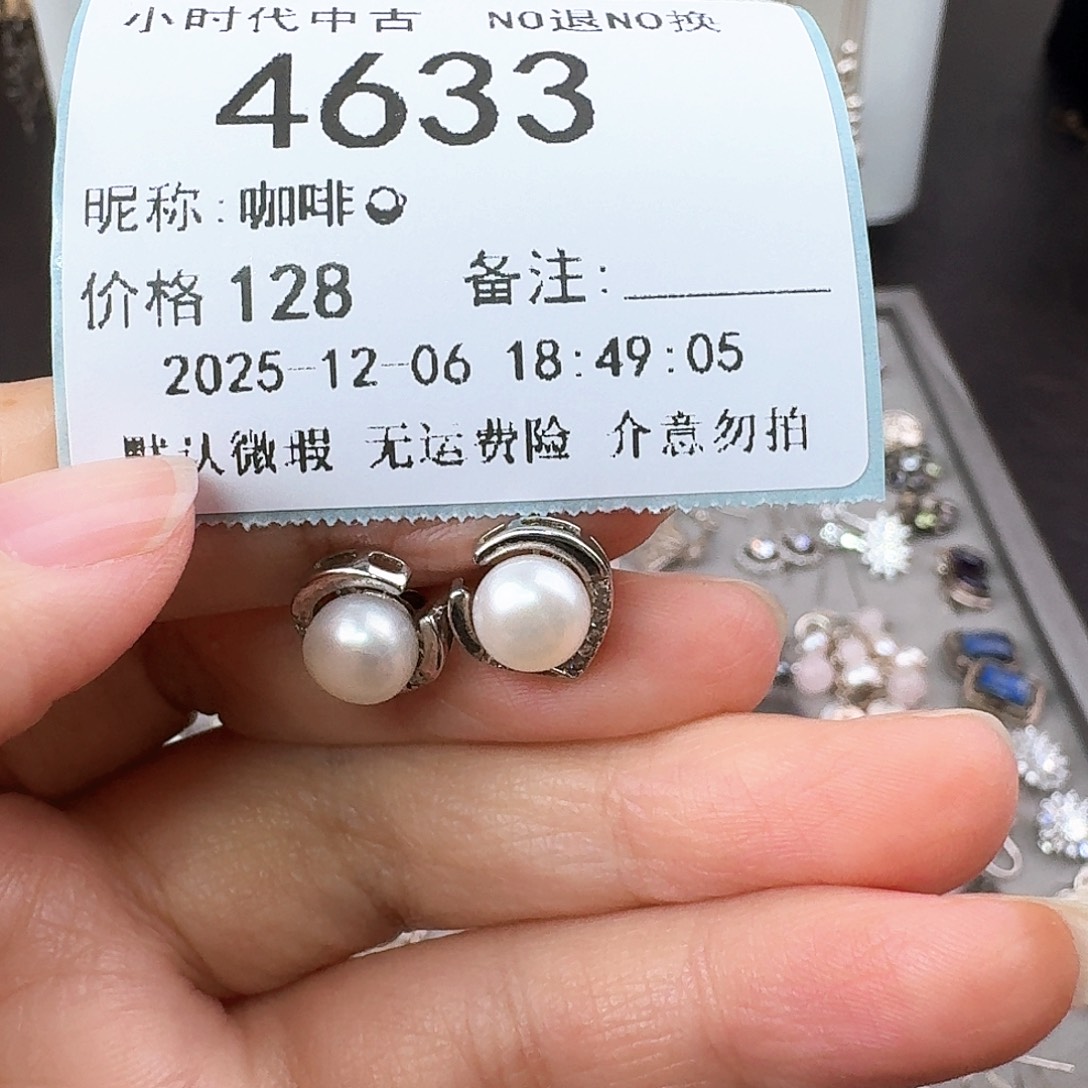 小时代中古 NO退NO换
4633
昵称:咖啡
价格 128 备注:
2025-12-06 18:49:05
默认微瑕 无运费险 介意勿拍